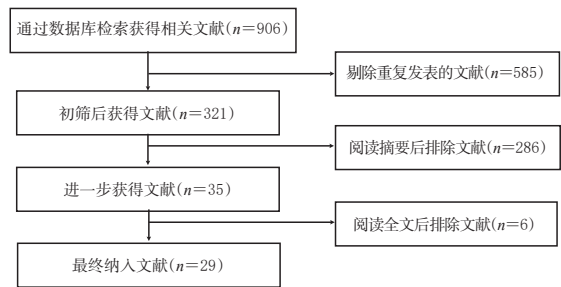 通过数据库检索获得相关文献(n=906)
剔除重复发表的文献(n=585)
初筛后获得文献(n=321)
阅读摘要后排除文献(n=286)
进一步获得文献(n=35)
阅读全文后排除文献(n=6)
最终纳入文献(n=29)